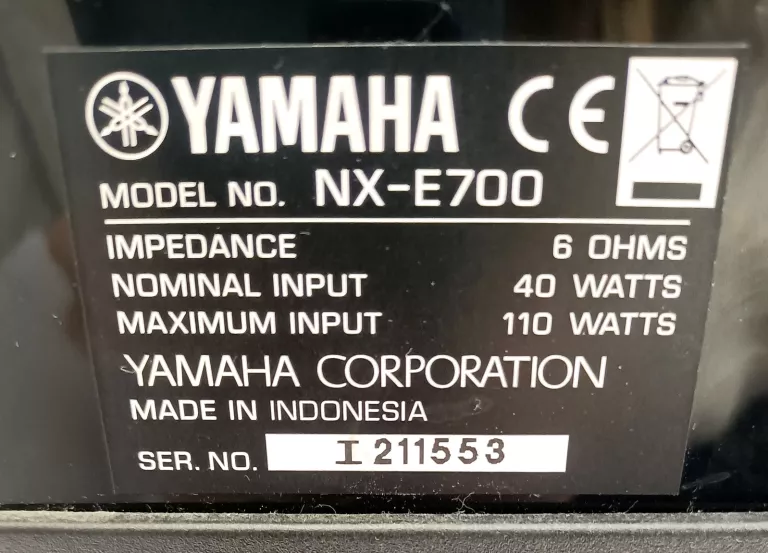 YAMAHA CE
MODEL NO. NX-E700
IMPEDANCE 6 OHMS
NOMINAL INPUT 40 WATTS
MAXIMUM INPUT 110 WATTS
YAMAHA CORPORATION
MADE IN INDONESIA
SER. NO. I 211553